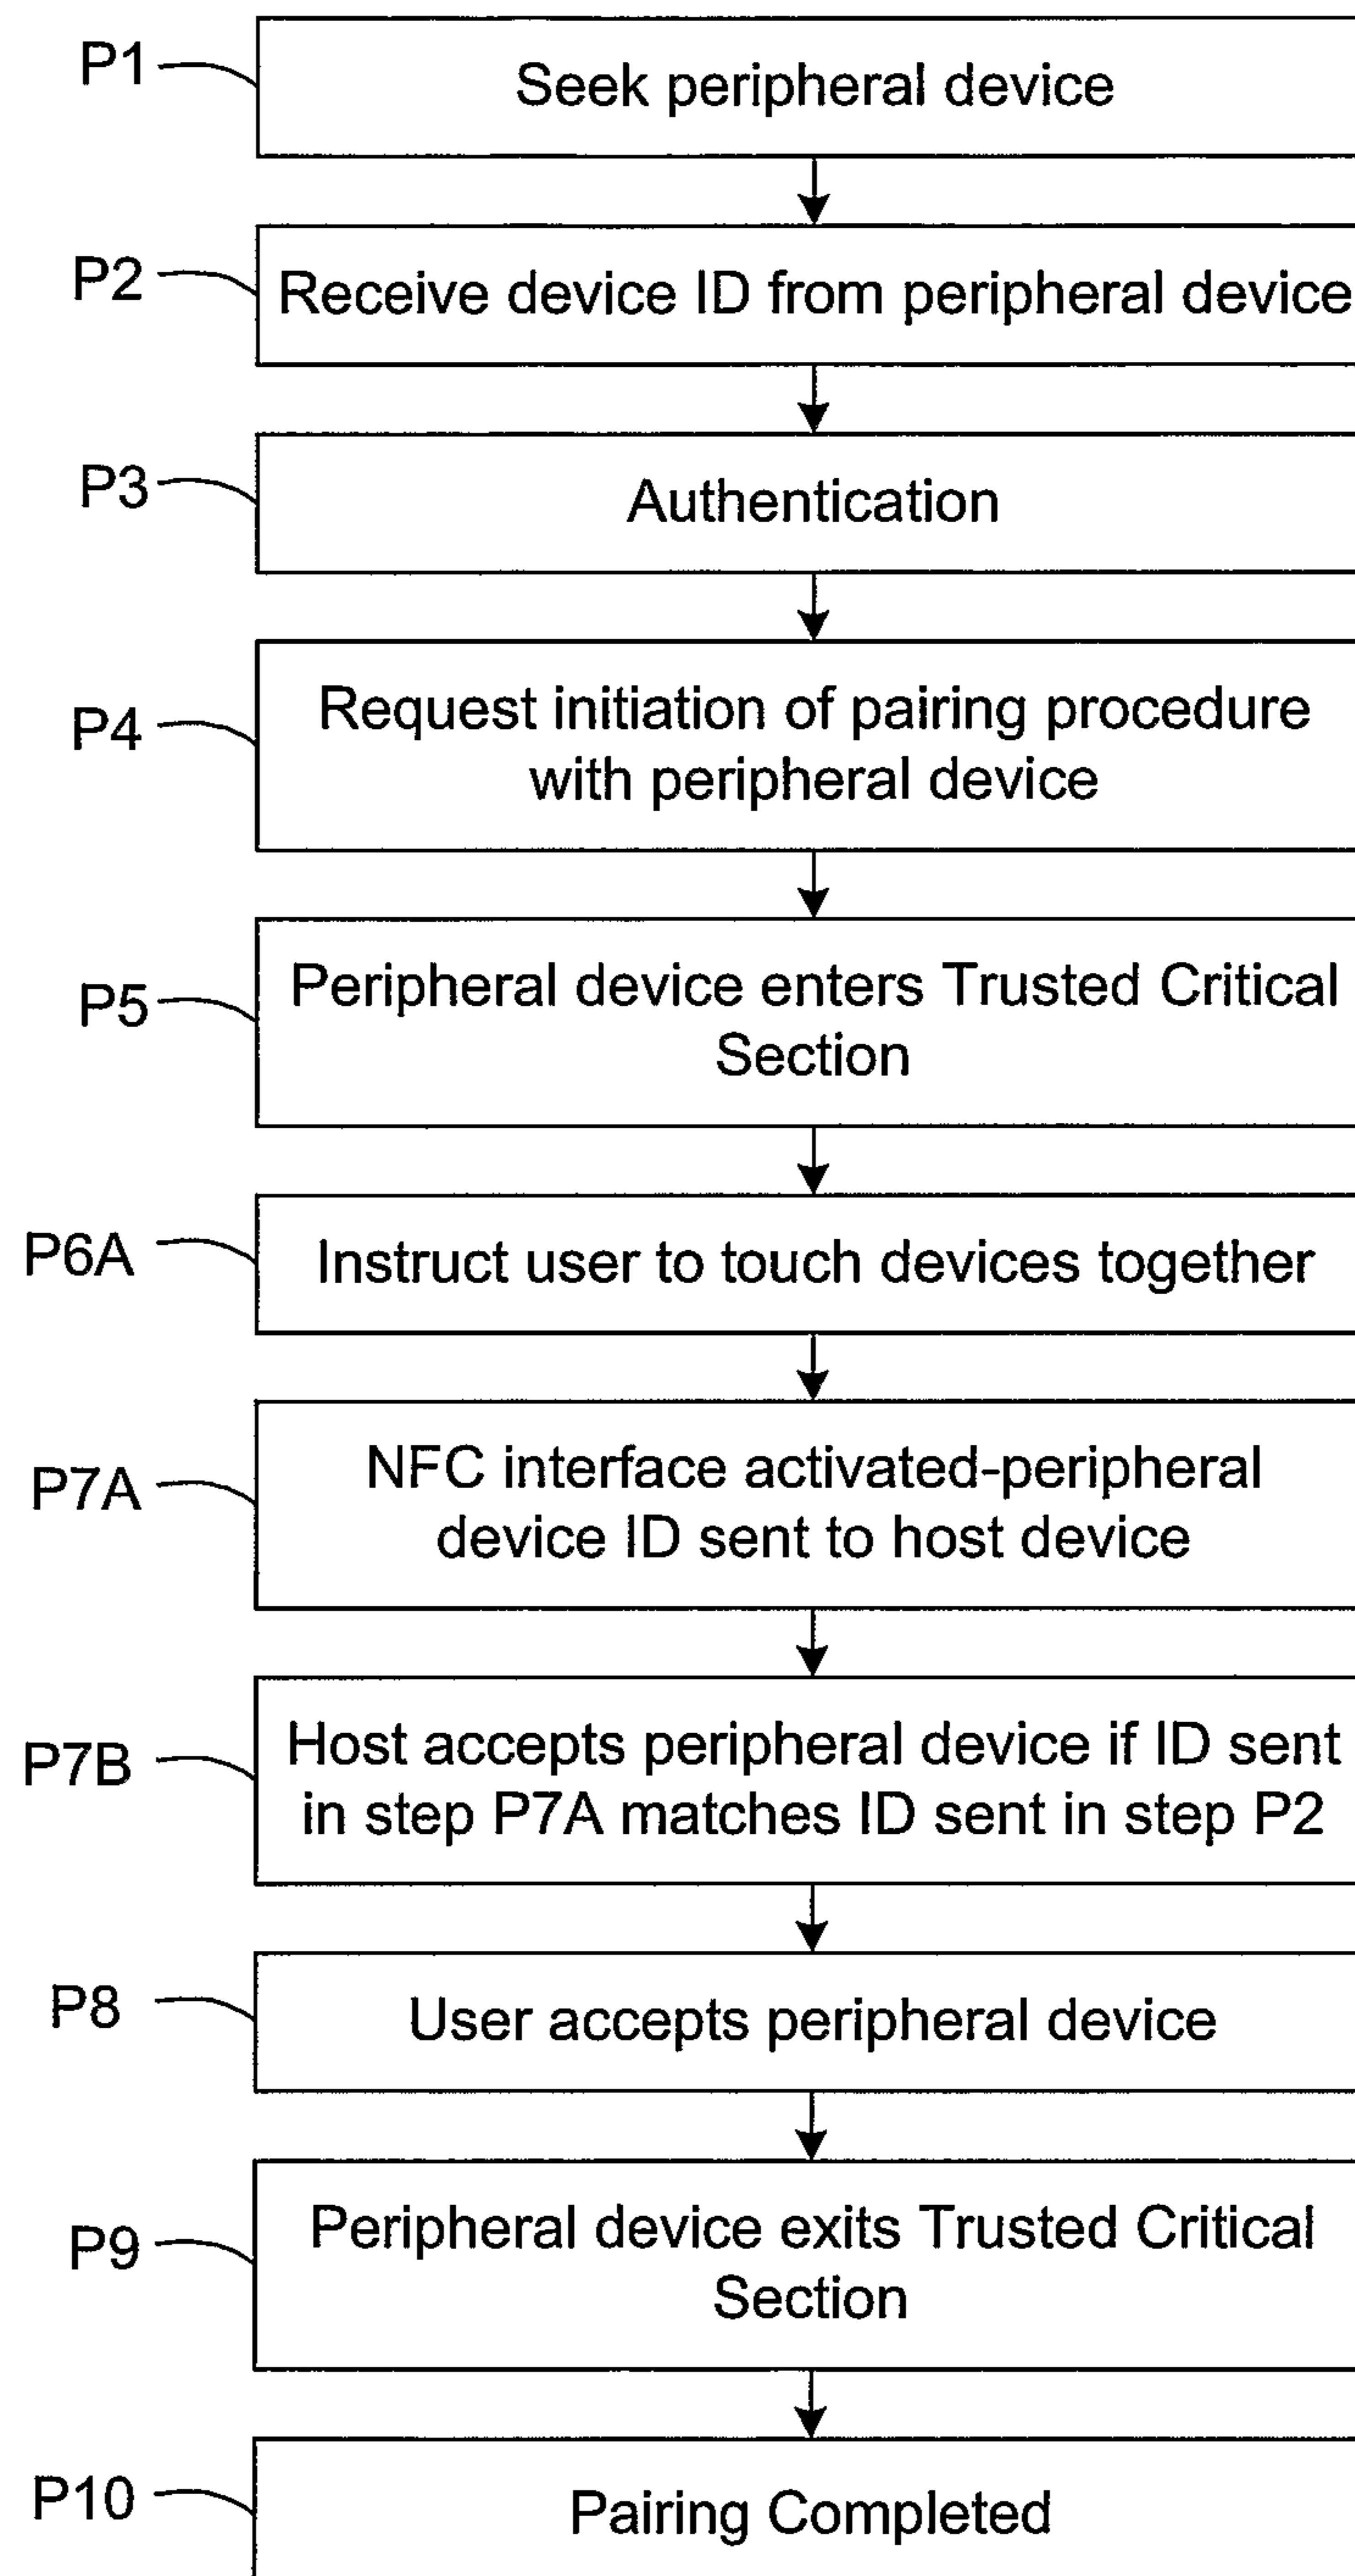 P1
Seek peripheral device
P2
Receive device ID from peripheral device
P3
Authentication
P4
Request initiation of pairing procedure
with peripheral device
P5
Peripheral device enters Trusted Critical
Section
P6A
Instruct user to touch devices together
P7A
NFC interface activated-peripheral
device ID sent to host device
P7B
Host accepts peripheral device if ID sent
in step P7A matches ID sent in step P2
P8
User accepts peripheral device
P9
Peripheral device exits Trusted Critical
Section
P10
Pairing Completed